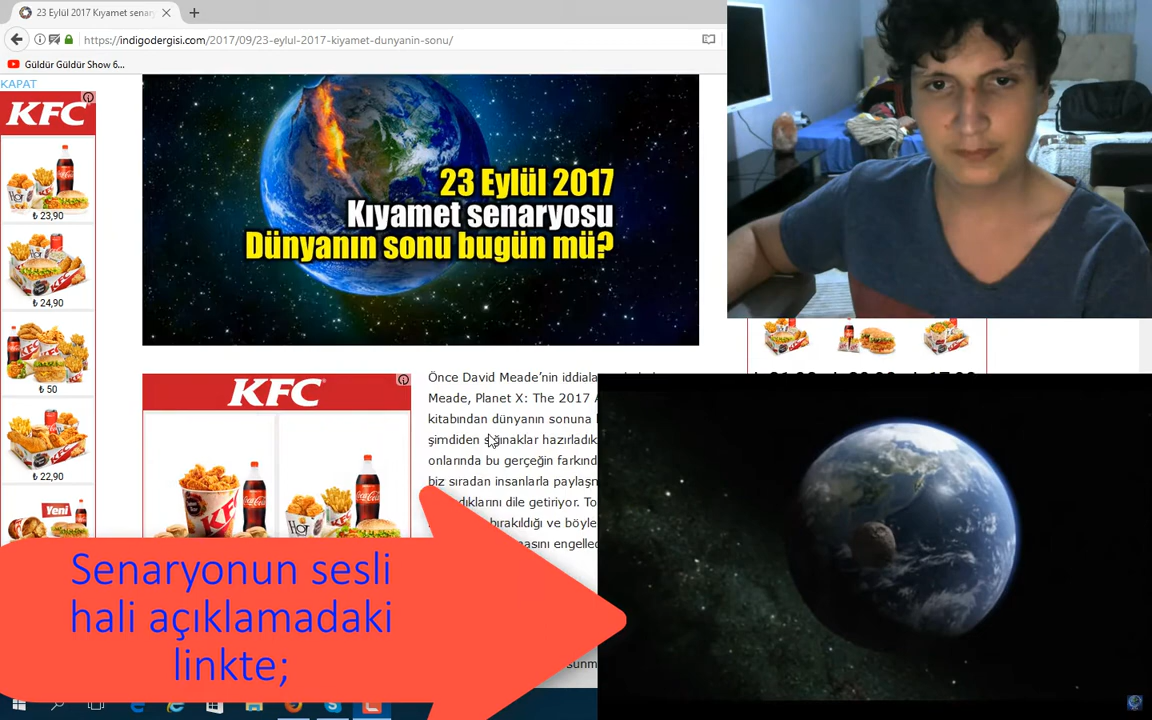 23 Eylül 2017 Kıyamet senar
https://indigodergisi.com/2017/09/23-eylul-2017-kiyamet-dunyanin-sonu/
Güldür Güldür Show 6...
KAPAT
KFC
₺ 23,90
₺ 24,90
₺ 50
₺ 22,90
Yeni
23 Eylül 2017
Kıyamet senaryosu
Dünyanın sonu bugün mü?
KFC
Önce David Meade’nin iddiala
Meade, Planet X: The 2017 A
kitabından dünyanın sonuna
şimdiden sığınaklar hazırladık
onlarında bu gerçeğin farkınd
biz sıradan insanlarla paylaşn
dıklarını dile getiriyor. To
bırakıldığı ve böyle
masını engelled
Senaryonun sesli
hali açıklamadaki
linkte;